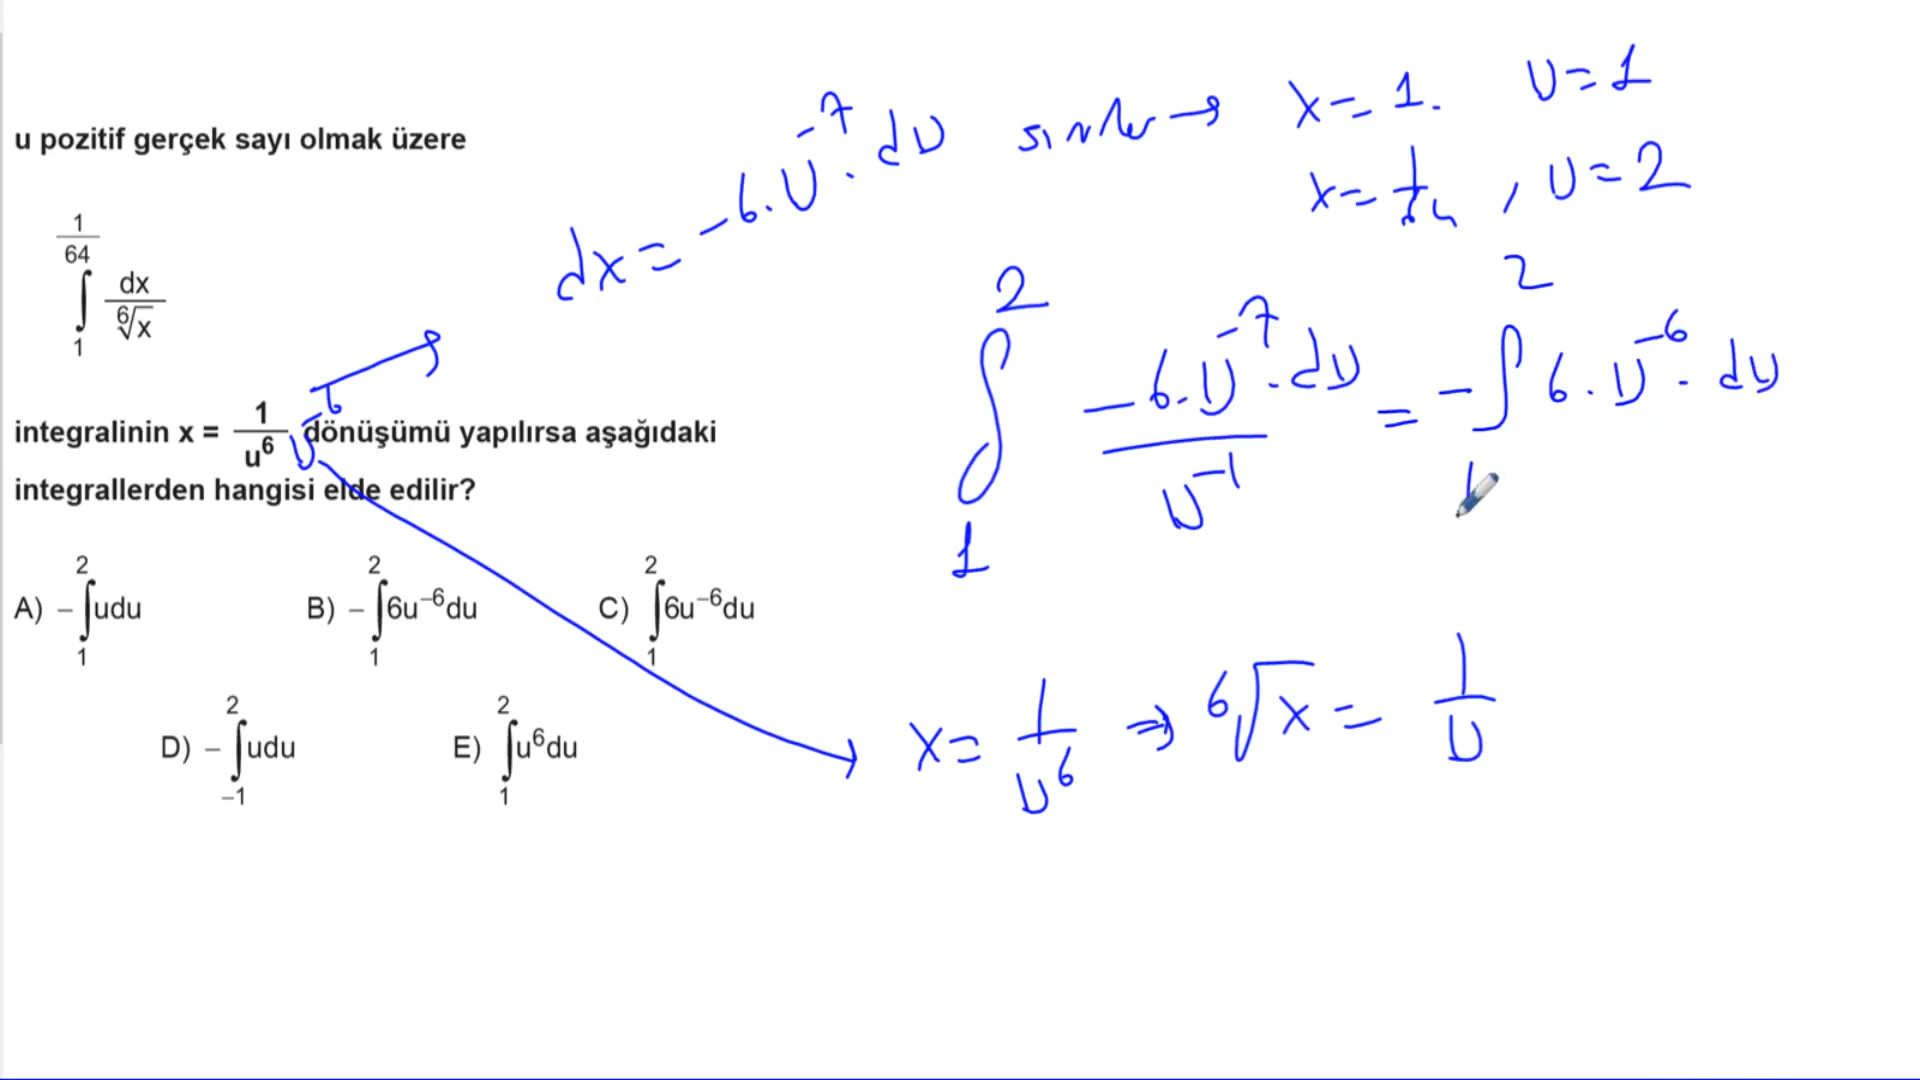 u pozitif gerçek sayı olmak üzere
1
64
∫ dx
⁶√x
1
integralinin x = 1/u⁶ dönüşümü yapılırsa aşağıdaki
u⁻⁶
integrallerden hangisi elde edilir?
A) – ∫₁² udu B) – ∫₁² 6u⁻⁶du C) ∫₁² 6u⁻⁶du
D) – ∫₋₁² udu E) ∫₁² u⁶du
dx = -6.U⁻⁷.dU sınırlar → x=1. U=1
x=1/64, U=2
∫₁² -6.U⁻⁷.dU / U⁻¹ = -∫₁² 6.U⁻⁶.dU
x = 1/U⁶ ⇒ ⁶√x = 1/U